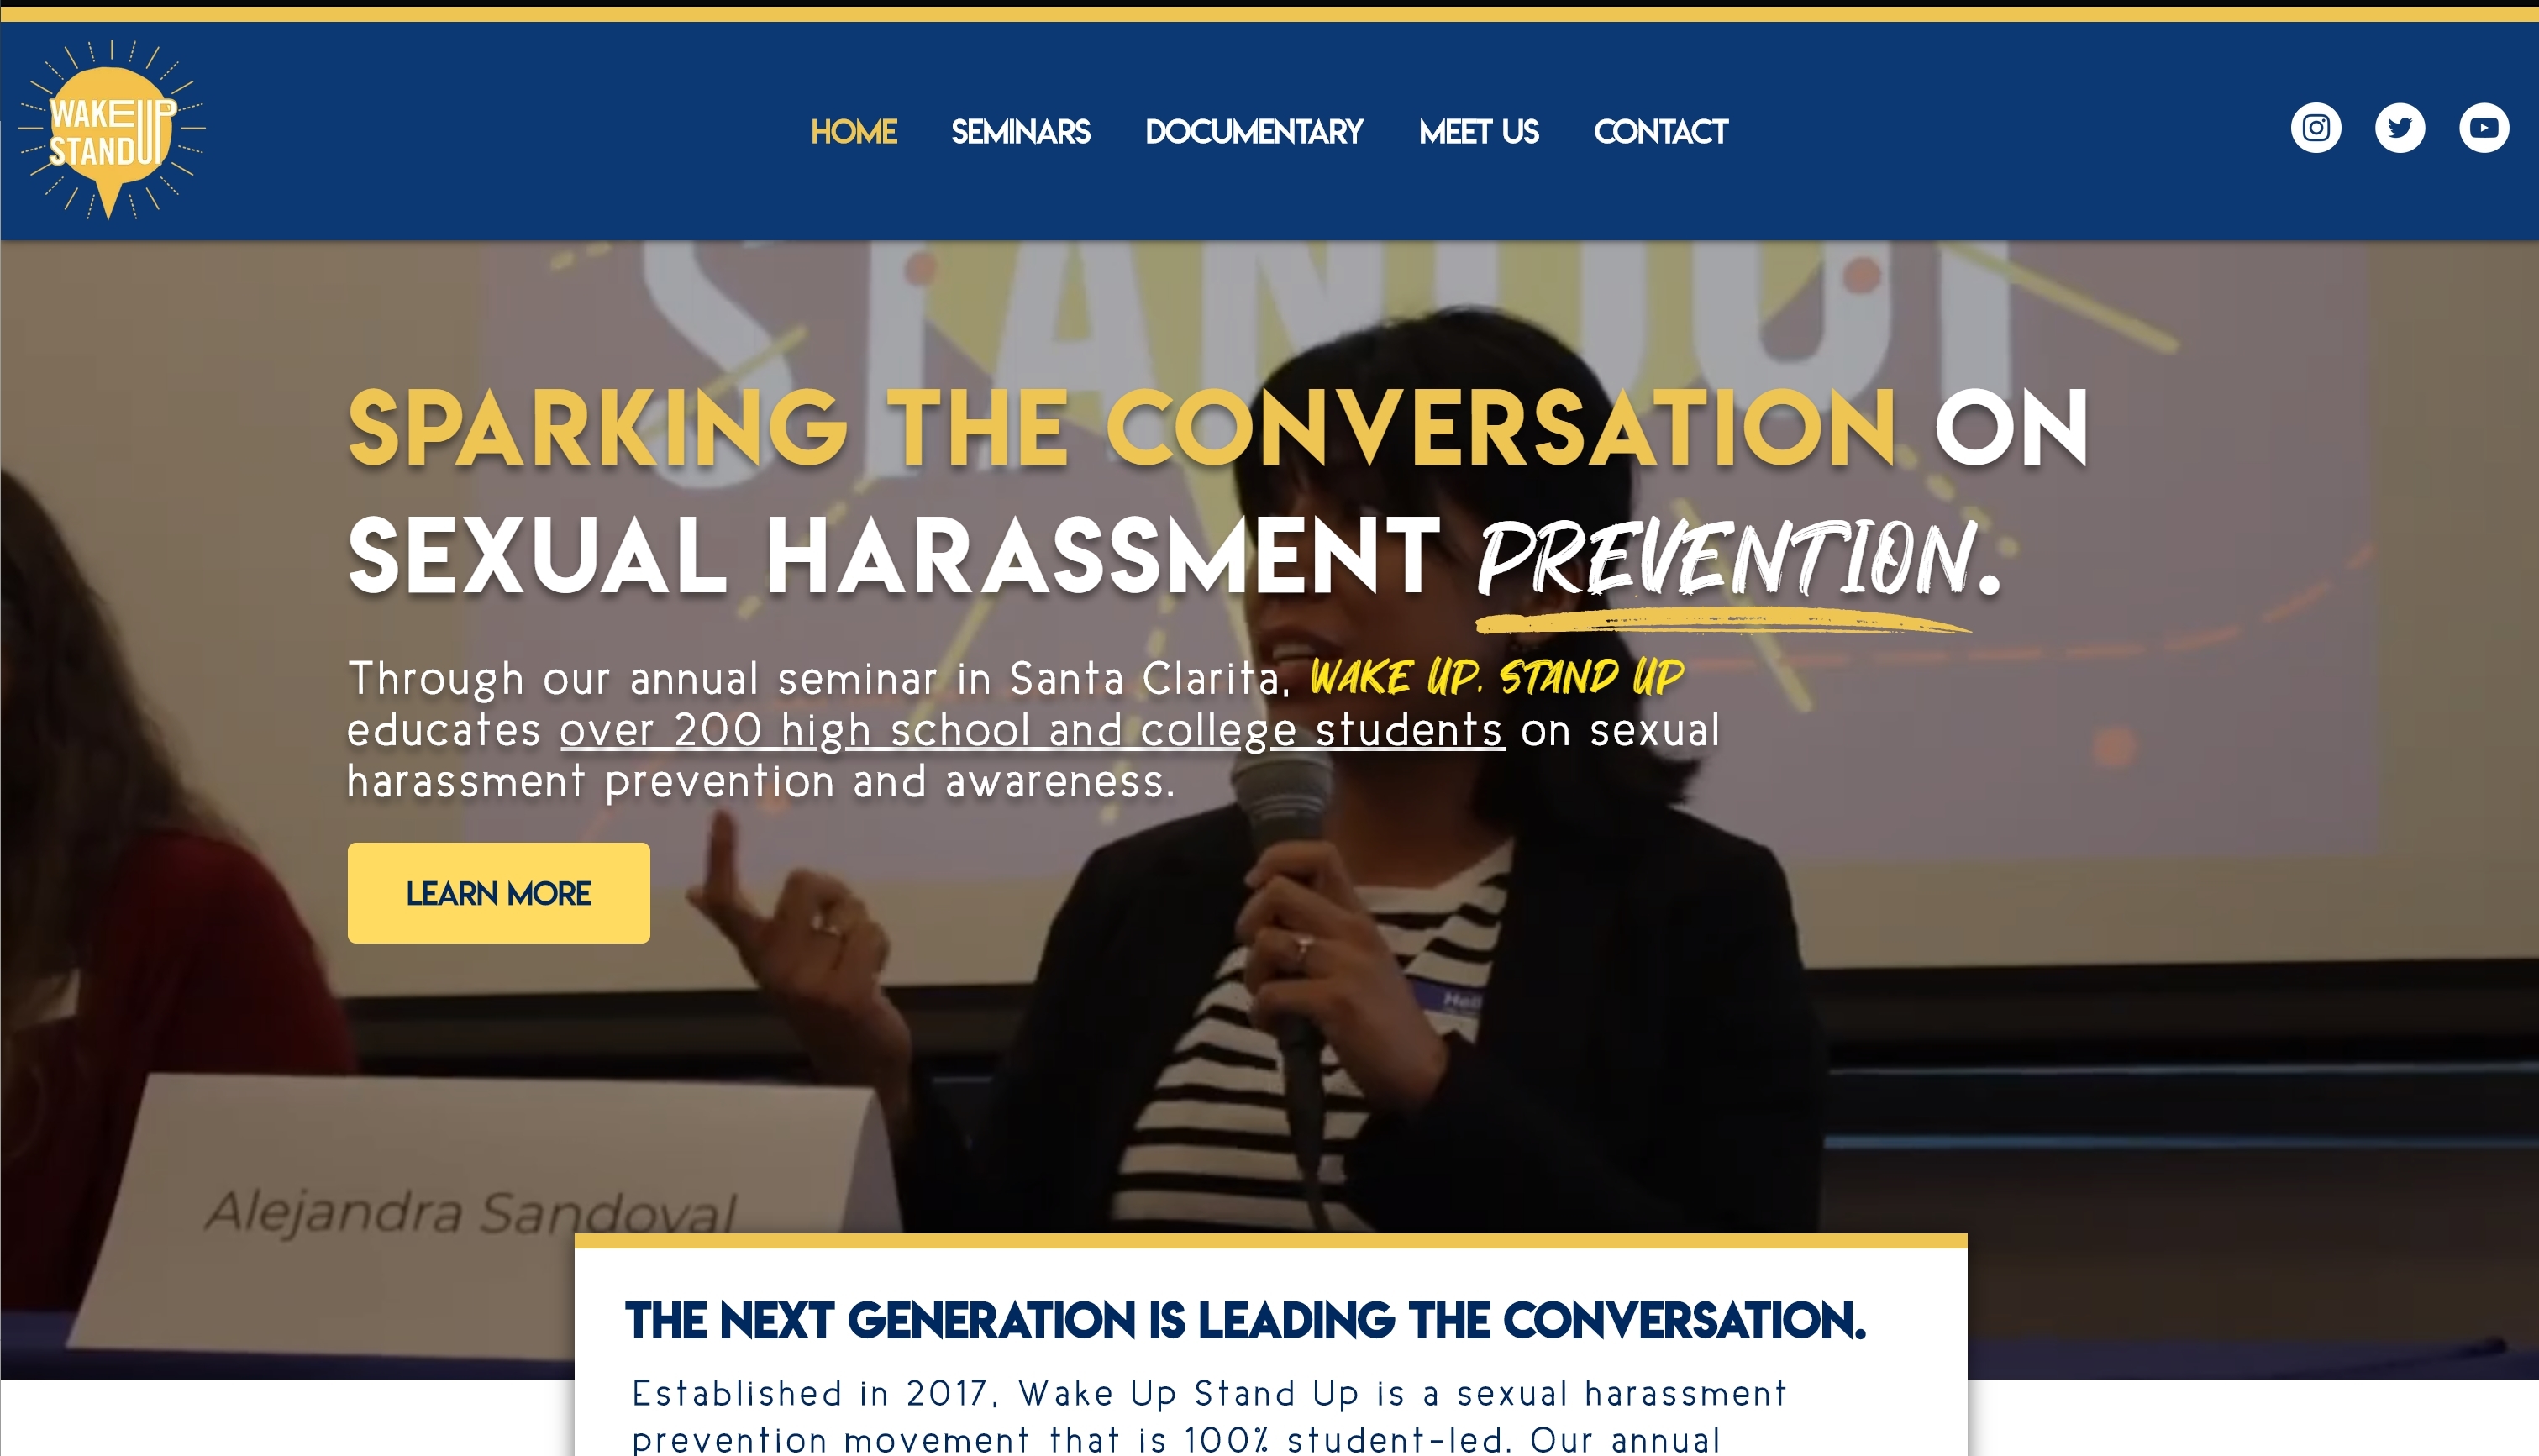 WAKE UP
STAND UP
HOME SEMINARS DOCUMENTARY MEET US CONTACT
STANDUP
SPARKING THE CONVERSATION ON
SEXUAL HARASSMENT PREVENTION.
Through our annual seminar in Santa Clarita, WAKE UP. STAND UP
educates over 200 high school and college students on sexual
harassment prevention and awareness.
LEARN MORE
Alejandra Sandoval
THE NEXT GENERATION IS LEADING THE CONVERSATION.
Established in 2017, Wake Up Stand Up is a sexual harassment
prevention movement that is 100% student-led. Our annual